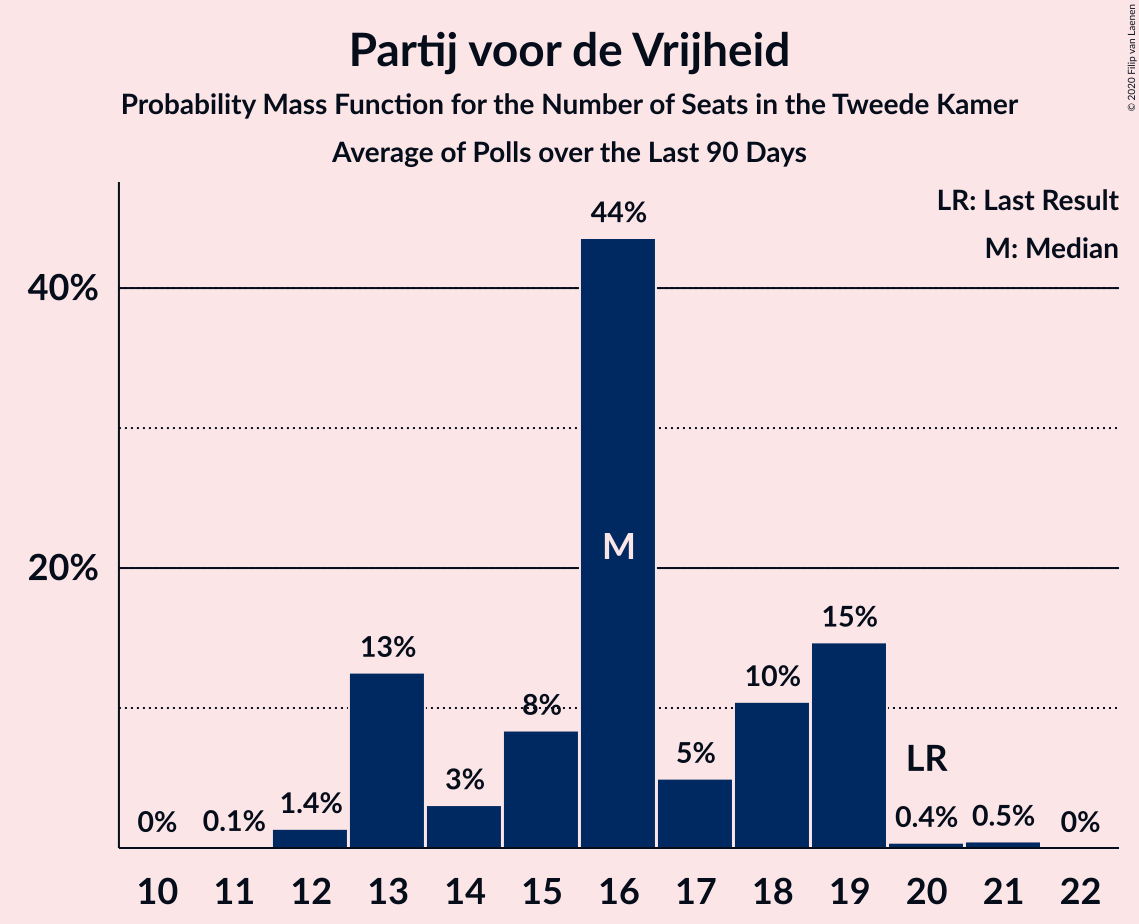 Partij voor de Vrijheid
Probability Mass Function for the Number of Seats in the Tweede Kamer
Average of Polls over the Last 90 Days
© 2020 Filip van Laenen
LR: Last Result
M: Median
40%
20%
0%
0.1%
1.4%
13%
3%
8%
44%
M
5%
10%
15%
LR
0.4%
0.5%
0%
10 11 12 13 14 15 16 17 18 19 20 21 22